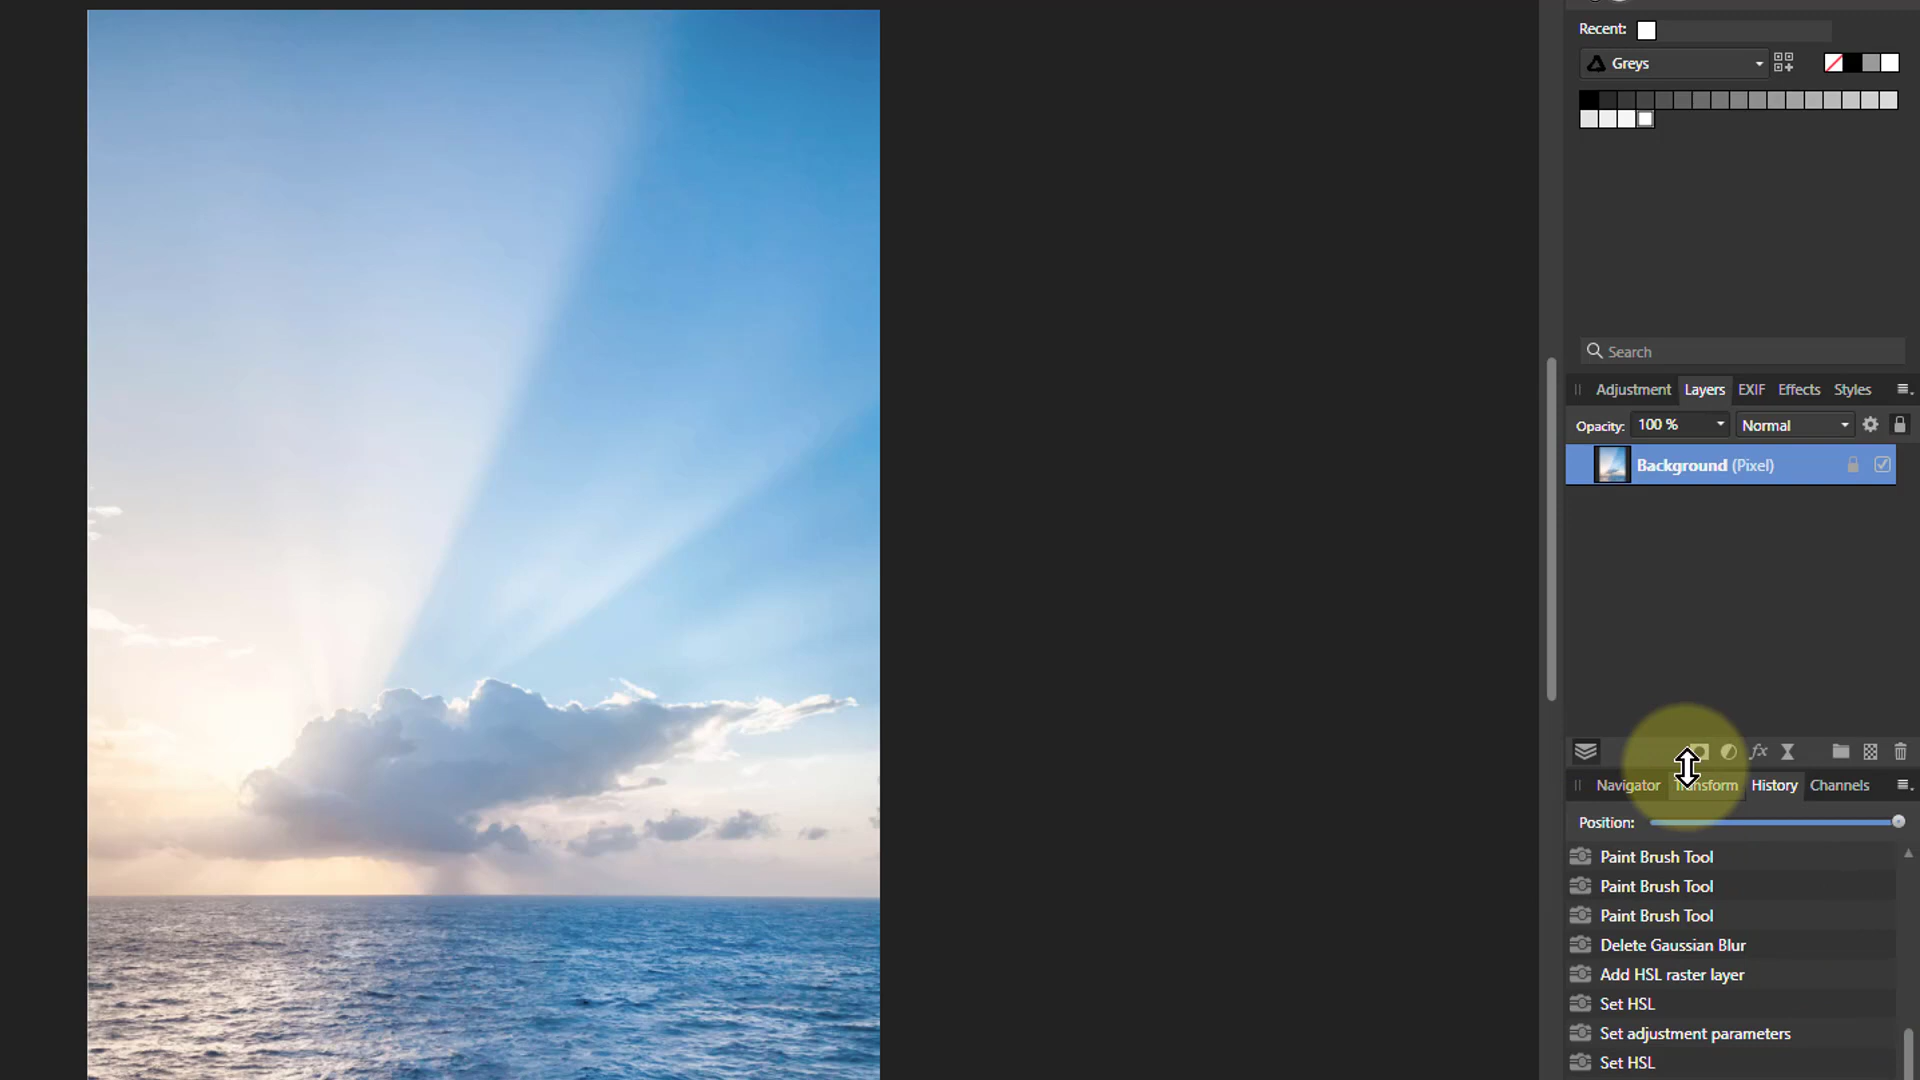 Recent:
Greys
Search
Adjustment Layers EXIF Effects Styles
Opacity: 100 % Normal
Background (Pixel)
fx
Navigator Transform History Channels
Position:
Paint Brush Tool
Paint Brush Tool
Paint Brush Tool
Delete Gaussian Blur
Add HSL raster layer
Set HSL
Set adjustment parameters
Set HSL